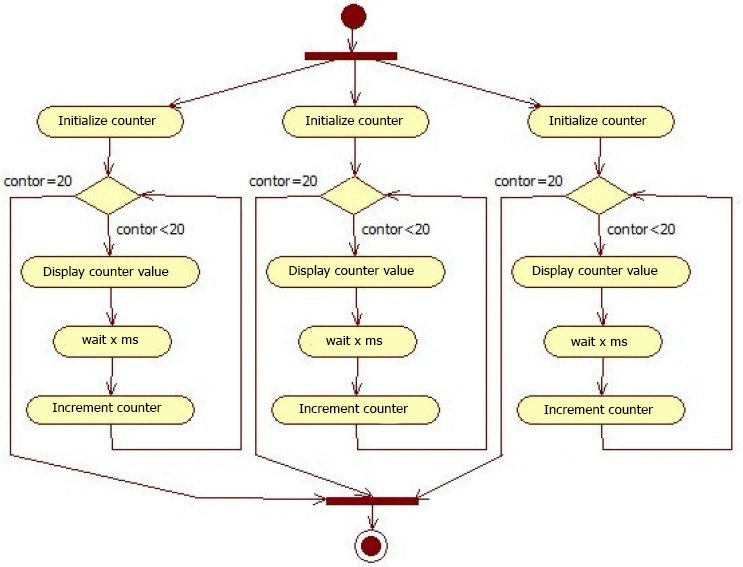 Initialize counter Initialize counter Initialize counter
contor=20 contor=20 contor=20
contor<20 contor<20 contor<20
Display counter value Display counter value Display counter value
wait x ms wait x ms wait x ms
Increment counter Increment counter Increment counter